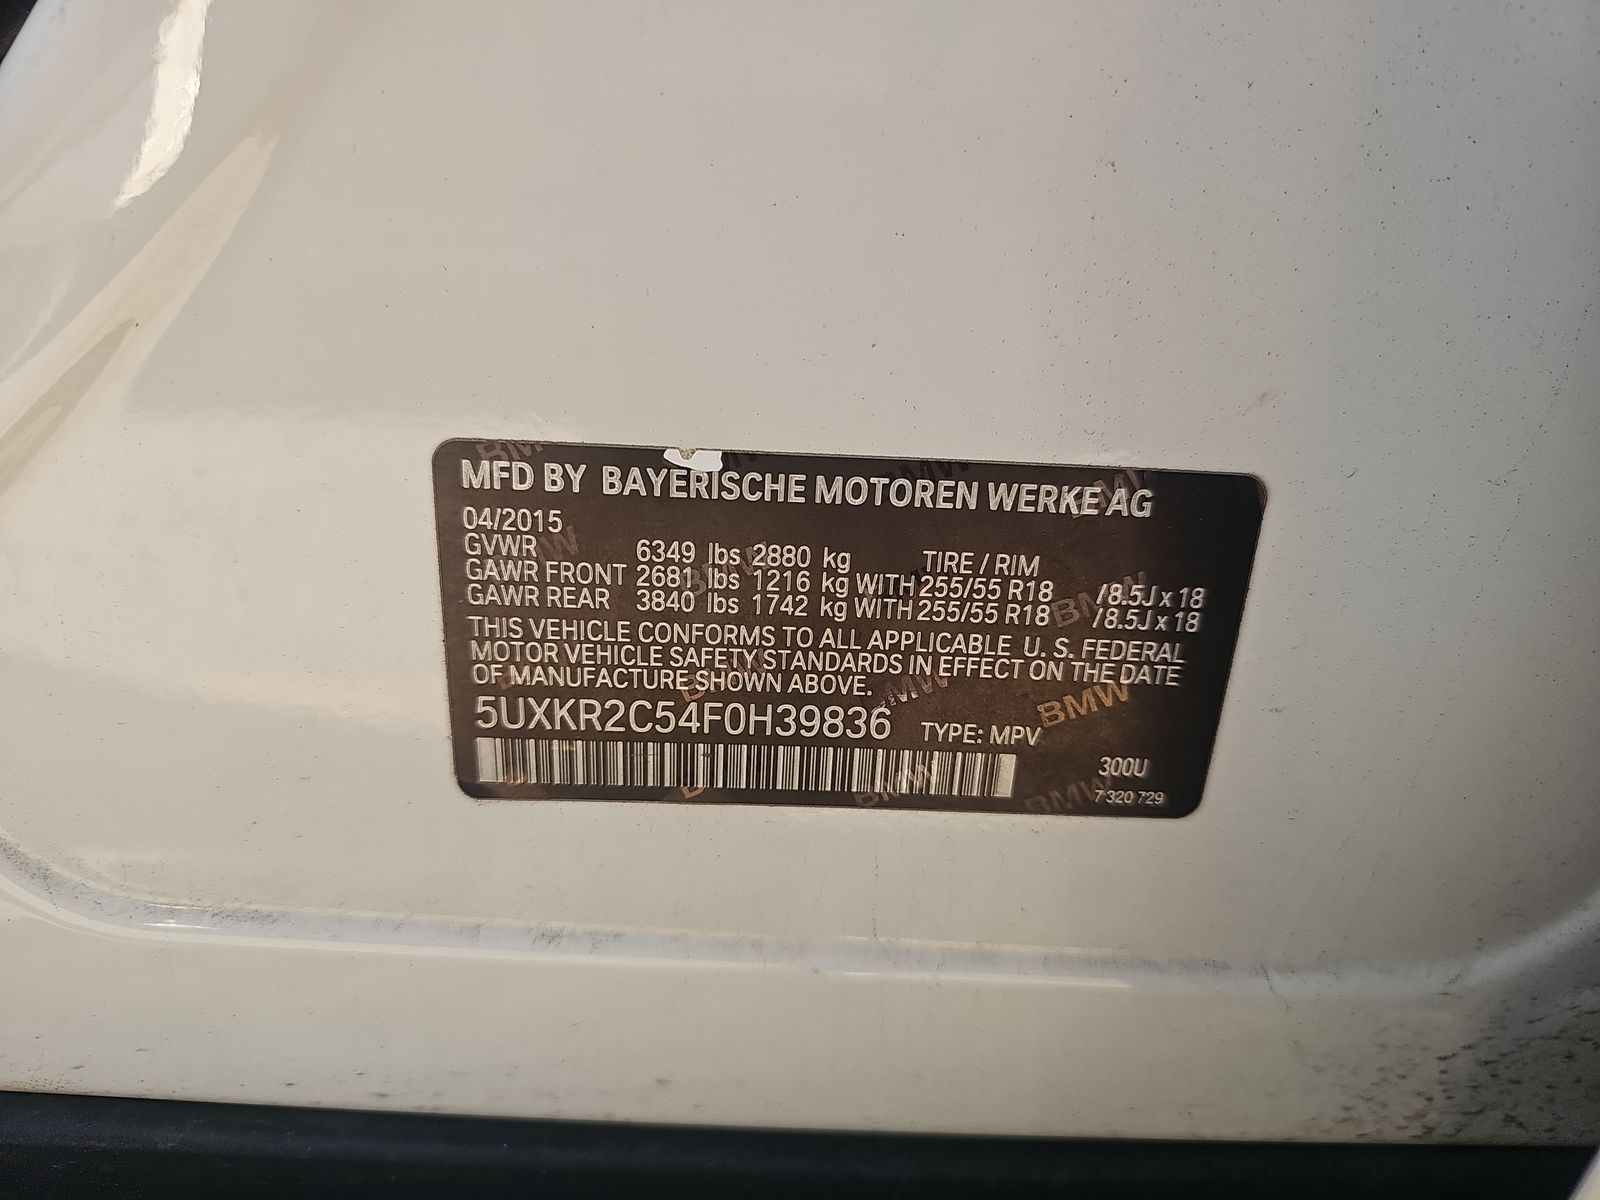 MFD BY BAYERISCHE MOTOREN WERKE AG
04/2015
GVWR 6349 lbs 2880 kg TIRE / RIM
GAWR FRONT 2681 lbs 1216 kg WITH 255/55 R18 / 8.5J x 18
GAWR REAR 3840 lbs 1742 kg WITH 255/55 R18 / 8.5J x 18
THIS VEHICLE CONFORMS TO ALL APPLICABLE U. S. FEDERAL
MOTOR VEHICLE SAFETY STANDARDS IN EFFECT ON THE DATE
OF MANUFACTURE SHOWN ABOVE.
5UXKR2C54F0H39836 TYPE: MPV
BMW
300U
7 320 729